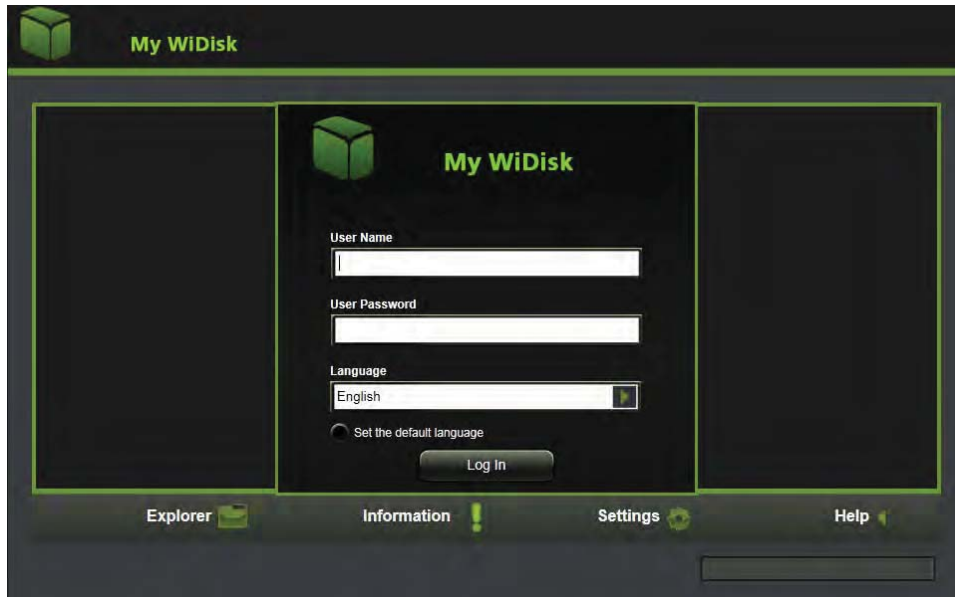 My WiDisk
My WiDisk
User Name
User Password
Language
English
Set the default language
Log In
Explorer Information Settings Help